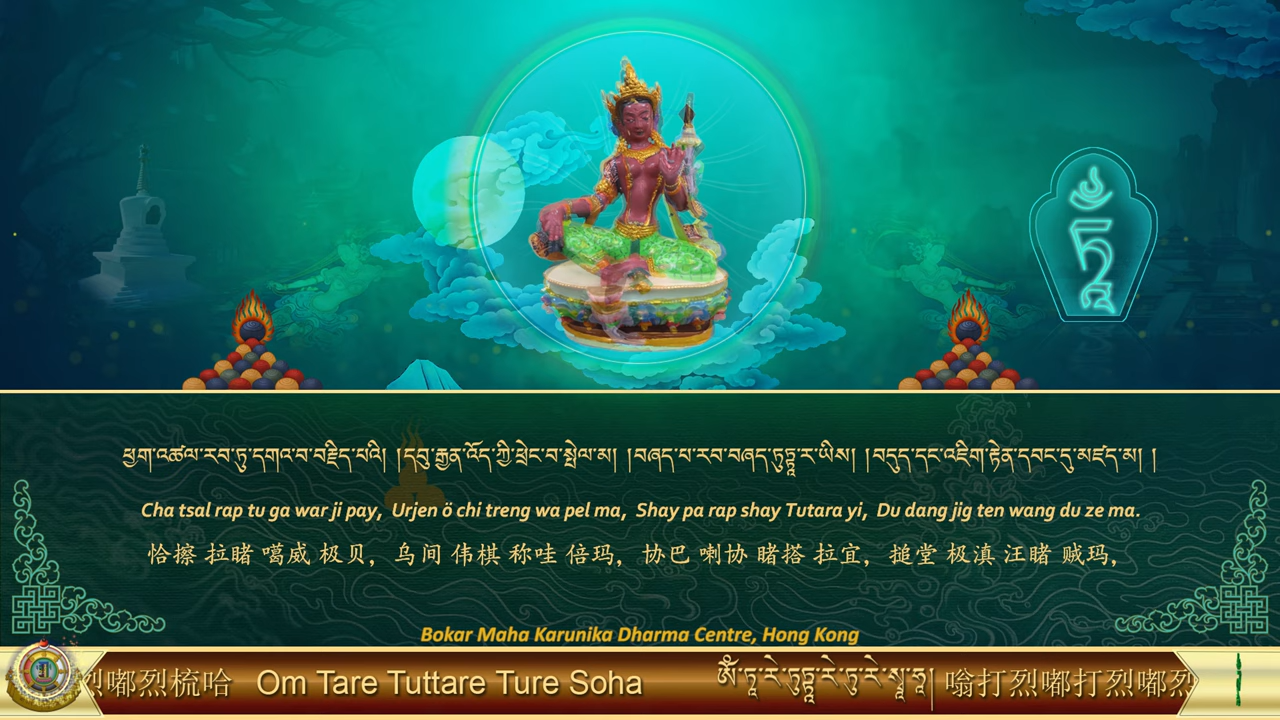 ཕྱག་འཚལ་རབ་ཏུ་དགའ་བ་བརྗིད་པའི། །དབུ་རྒྱན་འོད་ཀྱི་ཕྲེང་བ་སྤེལ་མ། །བཞད་པ་རབ་བཞད་ཏུཏྟཱ་ར་ཡིས། །བདུད་དང་འཇིག་རྟེན་དབང་དུ་མཛད་མ། །
Cha tsal rap tu ga war ji pay, Urjen ö chi treng wa pel ma, Shay pa rap shay Tutara yi, Du dang jig ten wang du ze ma.
恰擦 拉睹 噶威 极贝，乌间 伟棋 称哇 倍玛，协巴 喇协 睹搭 拉宜，搥堂 极滇 汪睹 贼玛，
Bokar Maha Karunika Dharma Centre, Hong Kong
烈嘟烈梳哈 Om Tare Tuttare Ture Soha ༀ་ཏཱ་རེ་ཏུཏྟཱ་རེ་ཏུ་རེ་སྭཱ་ཧཱ། 嗡打烈嘟打烈嘟烈